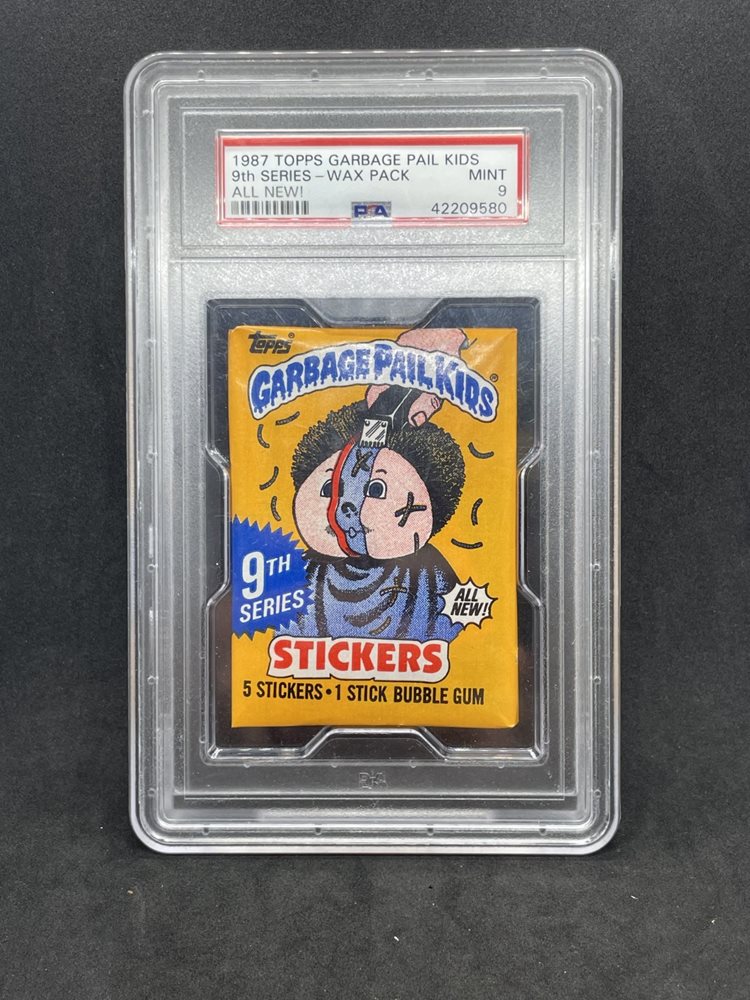 1987 TOPPS GARBAGE PAIL KIDS
9th SERIES - WAX PACK MINT
ALL NEW! 9
PSA 42209580
TOPPS®
GARBAGE PAIL KIDS®
9TH
SERIES
ALL
NEW!
STICKERS
5 STICKERS • 1 STICK BUBBLE GUM
PSA